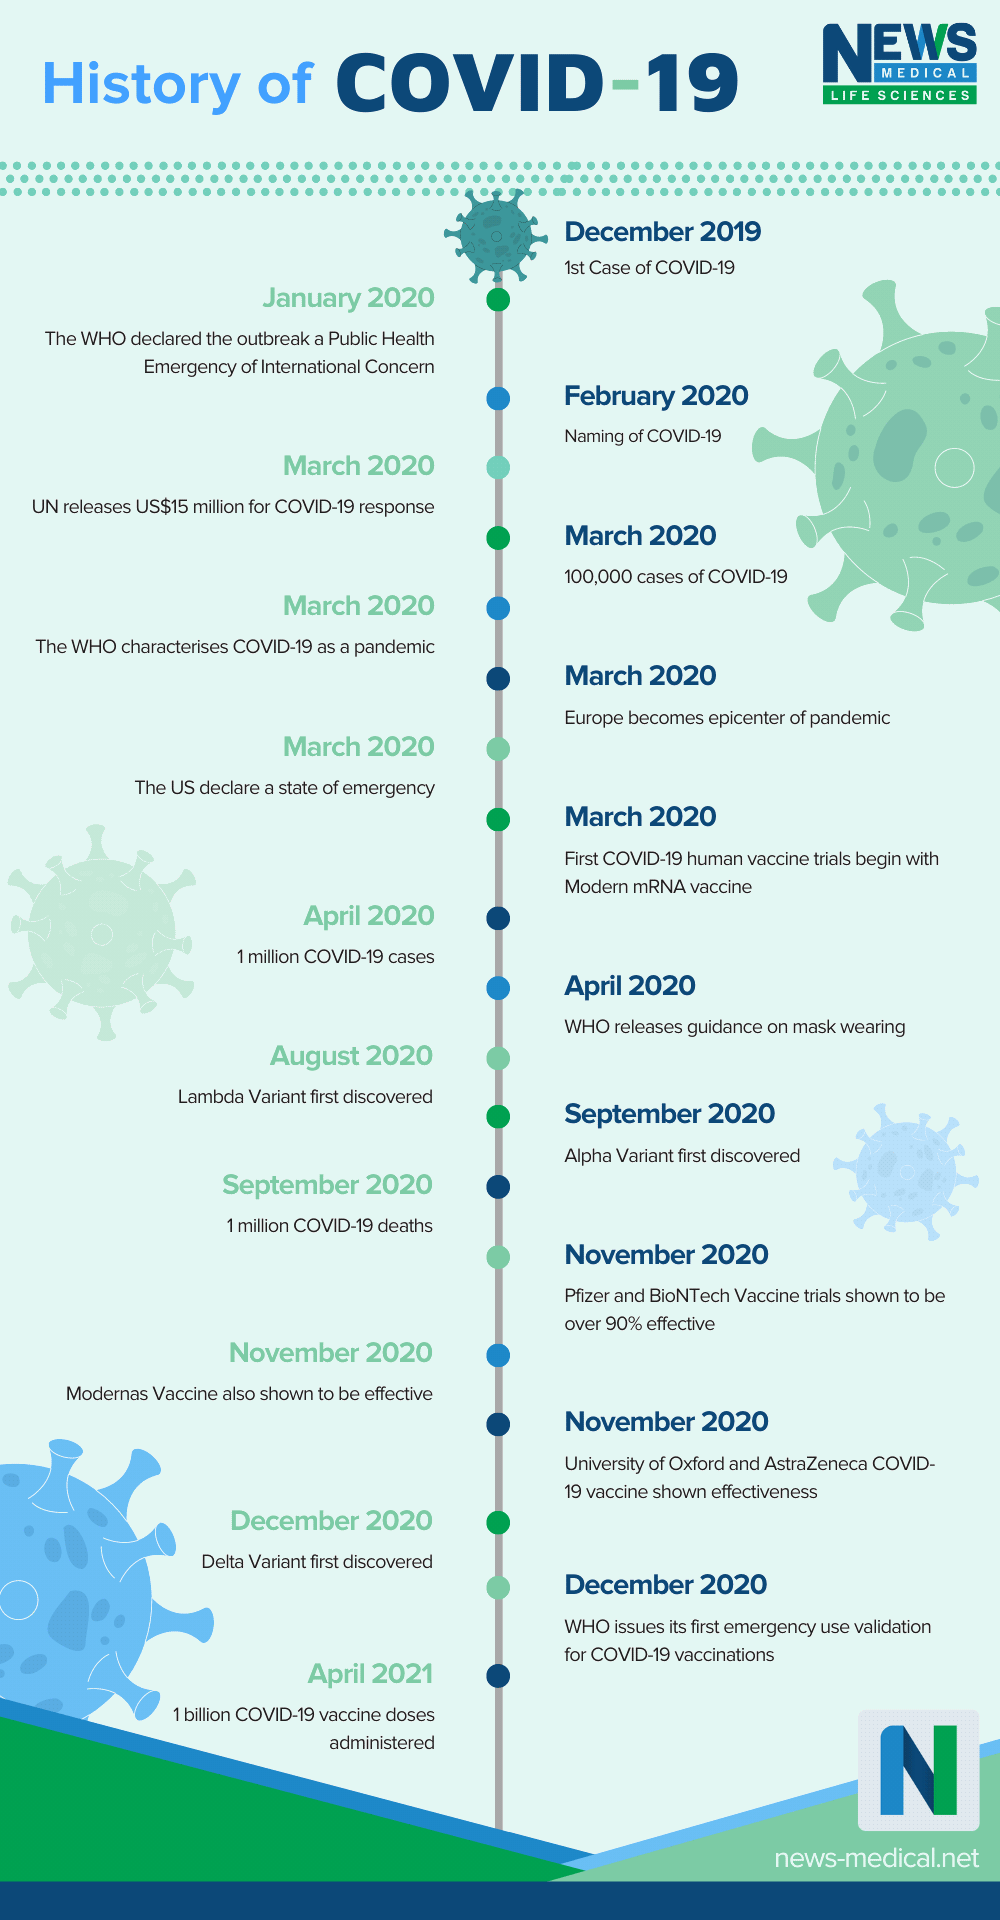 History of COVID-19
NEWS
MEDICAL
LIFE SCIENCES
December 2019
1st Case of COVID-19
January 2020
The WHO declared the outbreak a Public Health
Emergency of International Concern
February 2020
Naming of COVID-19
March 2020
UN releases US$15 million for COVID-19 response
March 2020
100,000 cases of COVID-19
March 2020
The WHO characterises COVID-19 as a pandemic
March 2020
Europe becomes epicenter of pandemic
March 2020
The US declare a state of emergency
March 2020
First COVID-19 human vaccine trials begin with
Modern mRNA vaccine
April 2020
1 million COVID-19 cases
April 2020
WHO releases guidance on mask wearing
August 2020
Lambda Variant first discovered
September 2020
Alpha Variant first discovered
September 2020
1 million COVID-19 deaths
November 2020
Pfizer and BioNTech Vaccine trials shown to be
over 90% effective
November 2020
Modernas Vaccine also shown to be effective
November 2020
University of Oxford and AstraZeneca COVID-
19 vaccine shown effectiveness
December 2020
Delta Variant first discovered
December 2020
WHO issues its first emergency use validation
for COVID-19 vaccinations
April 2021
1 billion COVID-19 vaccine doses
administered
N
news-medical.net